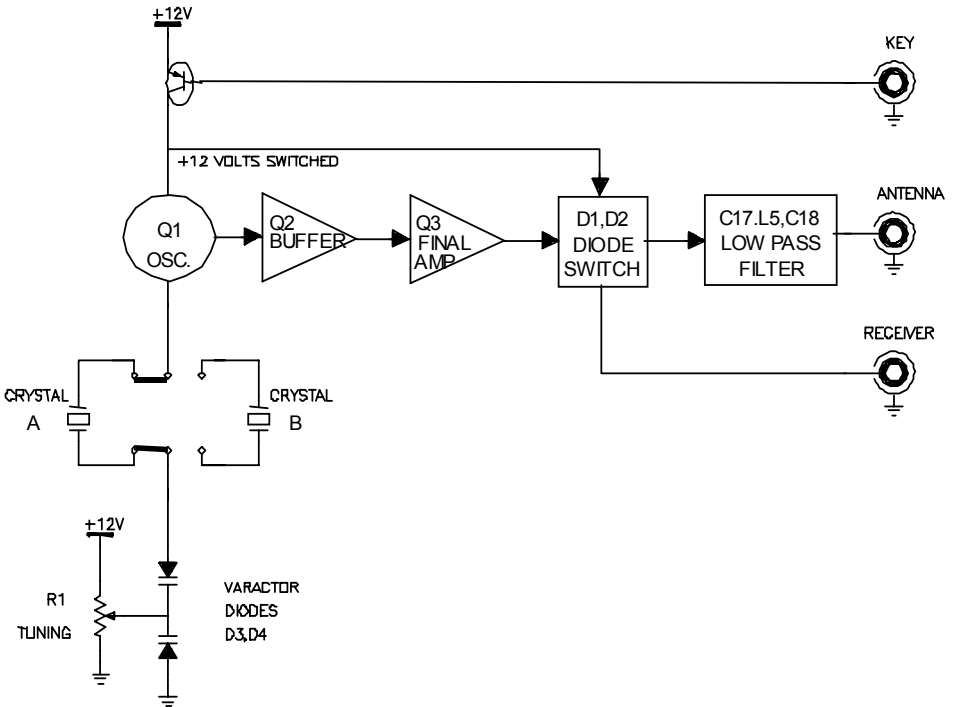 +12V
KEY
+12 VOLTS SWITCHED
ANTENNA
Q1
OSC.
Q2
BUFFER
Q3
FINAL
AMP
D1,D2
DIODE
SWITCH
C17.L5,C18
LOW PASS
FILTER
RECEIVER
CRYSTAL
A
CRYSTAL
B
+12V
R1
TUNING
VARACTOR
DIODES
D3,D4